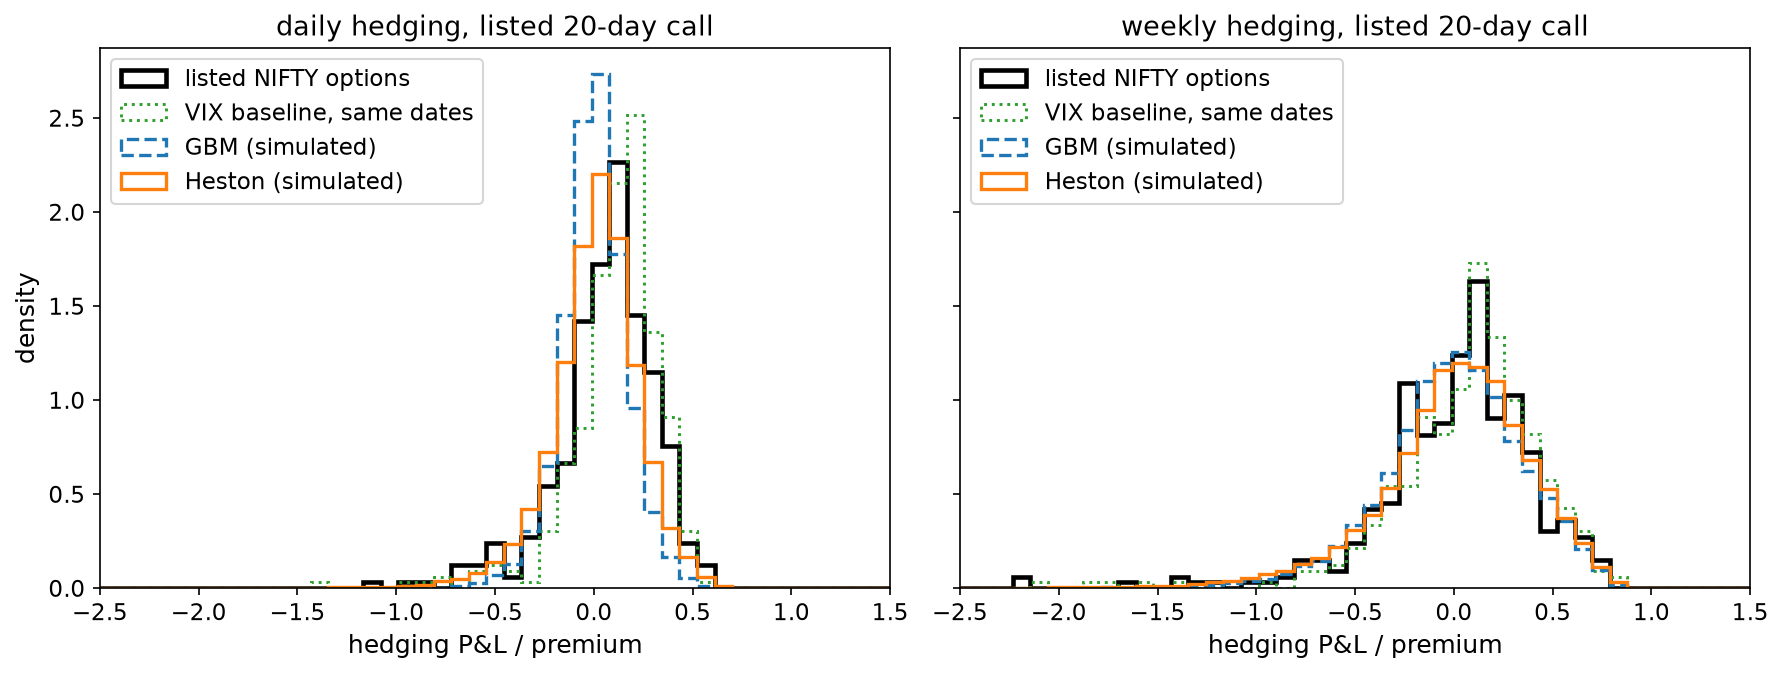 daily hedging, listed 20-day call
listed NIFTY options
VIX baseline, same dates
GBM (simulated)
Heston (simulated)
density
2.5
2.0
1.5
1.0
0.5
0.0
−2.5 −2.0 −1.5 −1.0 −0.5 0.0 0.5 1.0 1.5
hedging P&L / premium
weekly hedging, listed 20-day call
listed NIFTY options
VIX baseline, same dates
GBM (simulated)
Heston (simulated)
−2.5 −2.0 −1.5 −1.0 −0.5 0.0 0.5 1.0 1.5
hedging P&L / premium